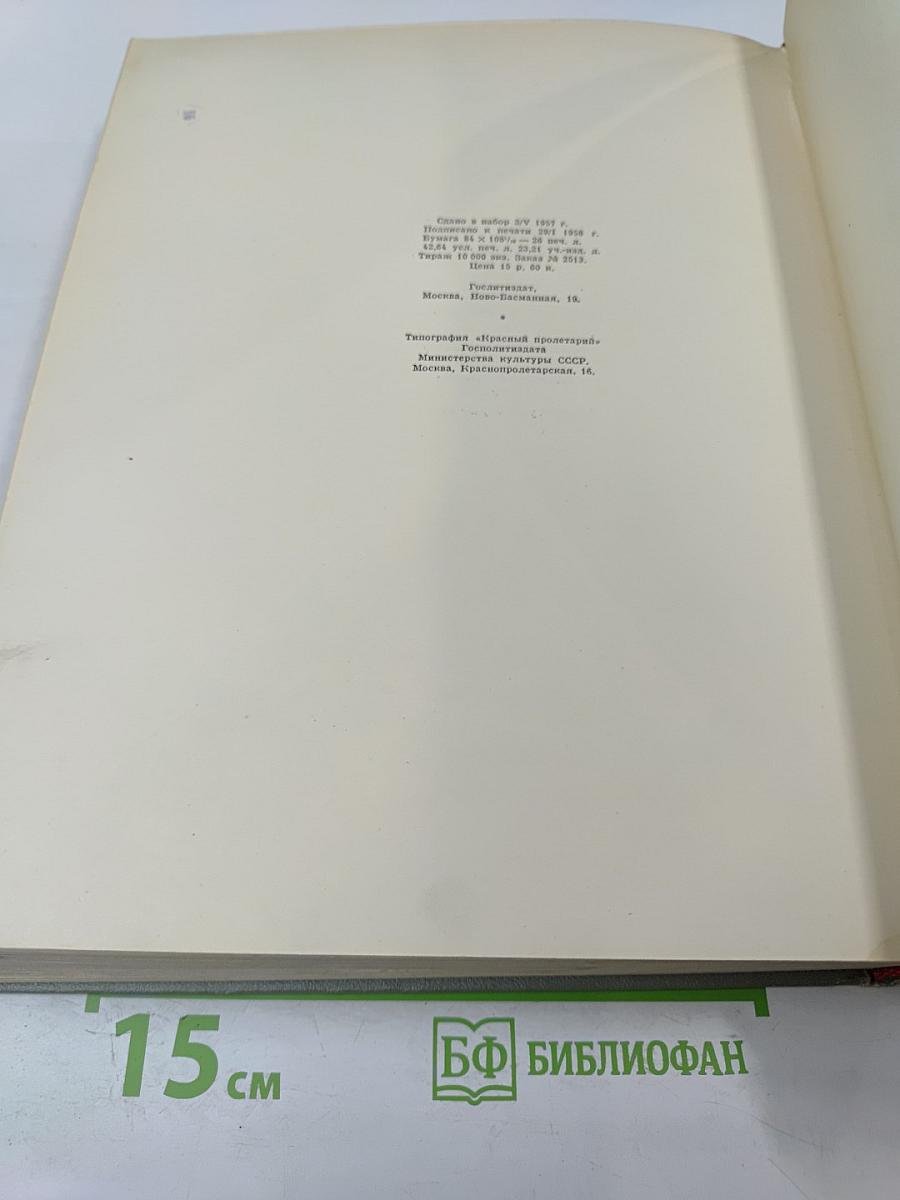 Сдано в набор 3/V 1957 г.
Подписано к печати 29/I 1958 г.
Бумага 84 × 108¹/₁₆ — 26 печ. л.
42,64 усл. печ. л. 23,21 уч.-изд. л.
Тираж 10 000 экз. Заказ № 2513.
Цена 15 р. 60 к.
Гослитиздат,
Москва, Ново-Басманная, 19.
*
Типография «Красный пролетарий»
Госполитиздата
Министерства культуры СССР.
Москва, Краснопролетарская, 16.
15 см
БФ БИБЛИОФАН